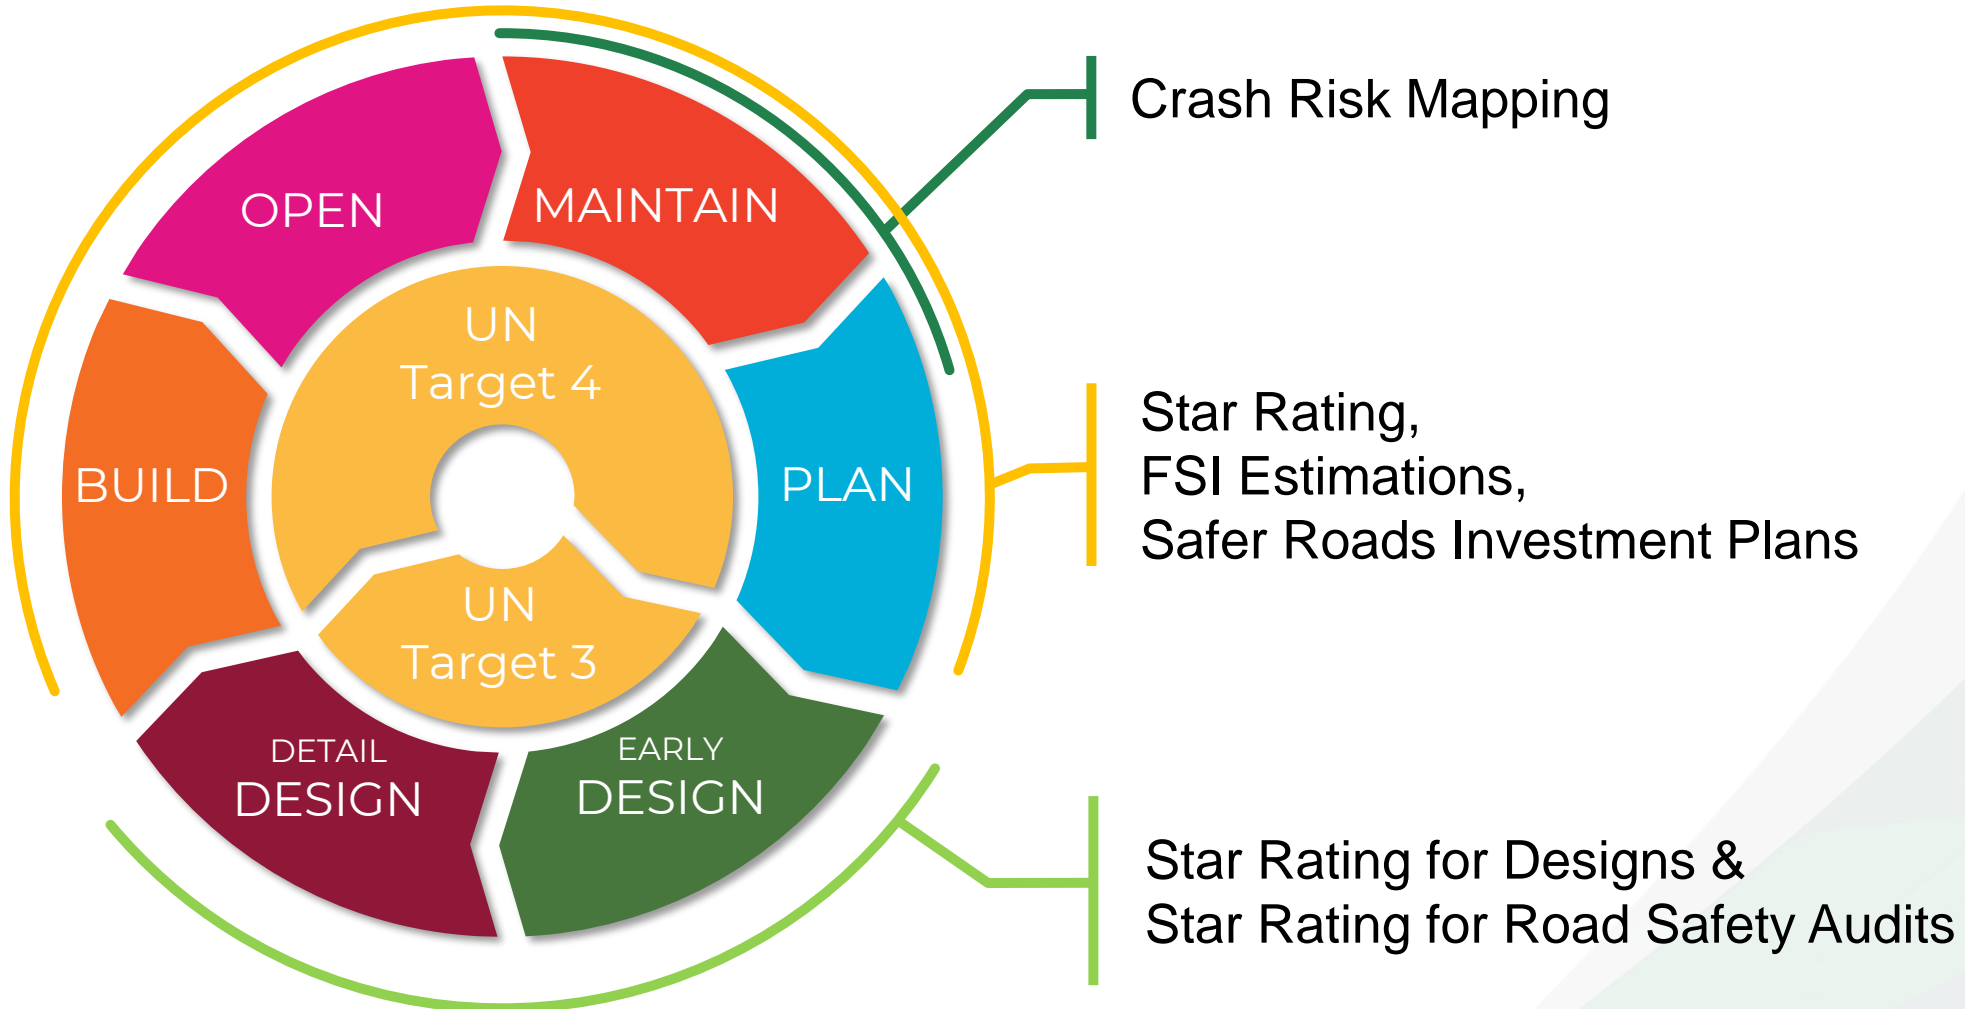 OPEN
MAINTAIN
PLAN
EARLY
DESIGN
DETAIL
DESIGN
BUILD
UN
Target 4
UN
Target 3
Crash Risk Mapping
Star Rating,
FSI Estimations,
Safer Roads Investment Plans
Star Rating for Designs &
Star Rating for Road Safety Audits